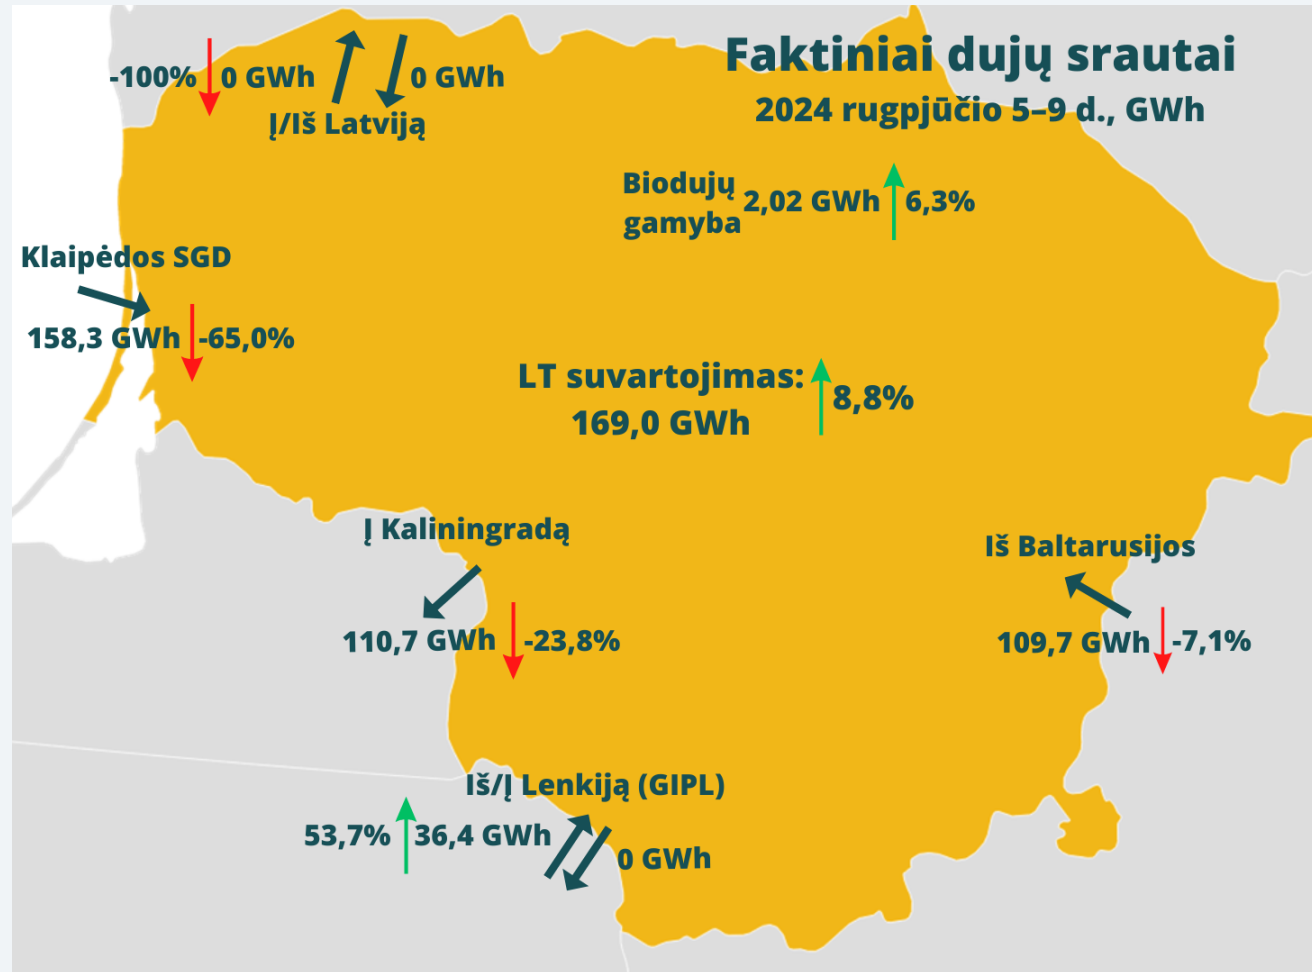 Faktiniai dujų srautai
2024 rugpjūčio 5–9 d., GWh
-100% 0 GWh 0 GWh
Į/Iš Latviją
Biodujų
gamyba
2,02 GWh 6,3%
Klaipėdos SGD
158,3 GWh -65,0%
LT suvartojimas:
169,0 GWh
8,8%
Į Kaliningradą
110,7 GWh -23,8%
Iš Baltarusijos
109,7 GWh -7,1%
Iš/Į Lenkiją (GIPL)
53,7% 36,4 GWh
0 GWh